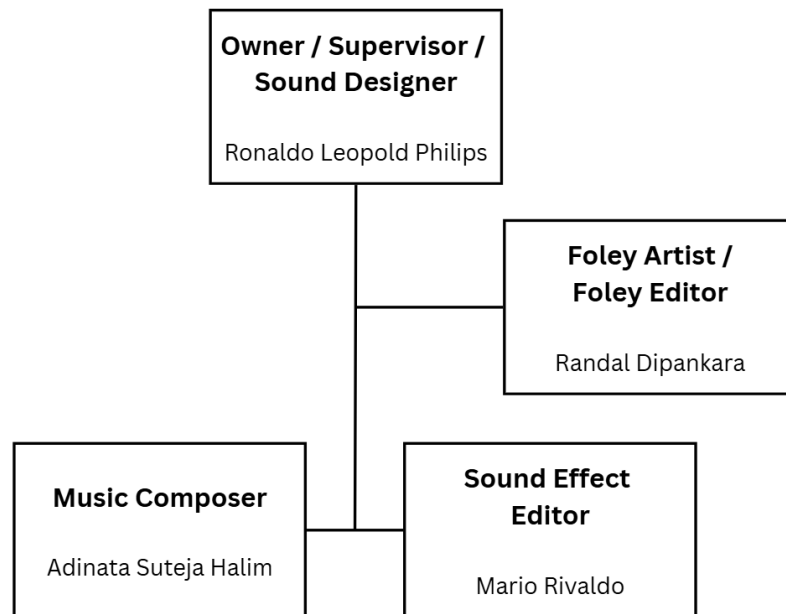 Owner / Supervisor /
Sound Designer
Ronaldo Leopold Philips
Foley Artist /
Foley Editor
Randal Dipankara
Music Composer
Adinata Suteja Halim
Sound Effect
Editor
Mario Rivaldo